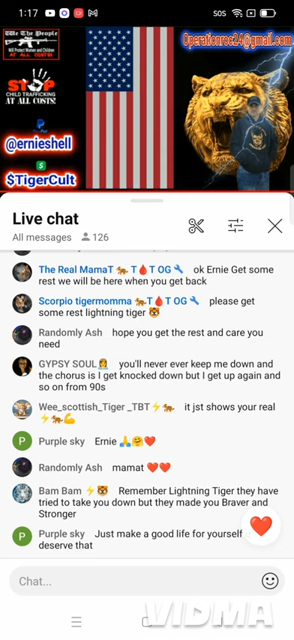 1:17
SOS
We The People
Will Protect Women and Children
AT ALL COSTS!
Operationroc24@gmail.com
STOP
CHILD TRAFFICKING
AT ALL COSTS!
@ernieshell
$TigerCult
Live chat
All messages 126
The Real MamaT 🐅 T🩸T OG 🔧 ok Ernie Get some
rest we will be here when you get back
Scorpio tigermomma 🐅T🩸T OG 🔧 please get
some rest lightning tiger 🐯
Randomly Ash hope you get the rest and care you
need
GYPSY SOUL🧜‍♀️ you'll never ever keep me down and
the chorus is I get knocked down but I get up again and
so on from 90s
Wee_scottish_Tiger _TBT⚡🐅 it jst shows your real
⚡🐅💪
P Purple sky Ernie 🙏🤗❤️
Randomly Ash mamat ❤️❤️
Bam Bam ⚡🐯 Remember Lightning Tiger they have
tried to take you down but they made you Braver and
Stronger
P Purple sky Just make a good life for yourself
deserve that
Chat...
VIDMA